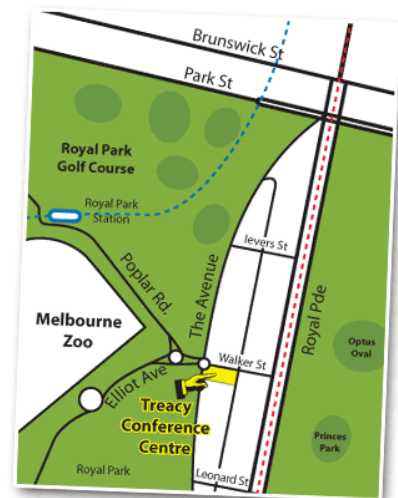 Brunswick St
Park St
Royal Park
Golf Course
Royal Park
Station
Ievers St
Poplar Rd.
The Avenue
Royal Pde
Melbourne
Zoo
Optus
Oval
Walker St
Elliot Ave
Treacy
Conference
Centre
Princes
Park
Royal Park
Leonard St